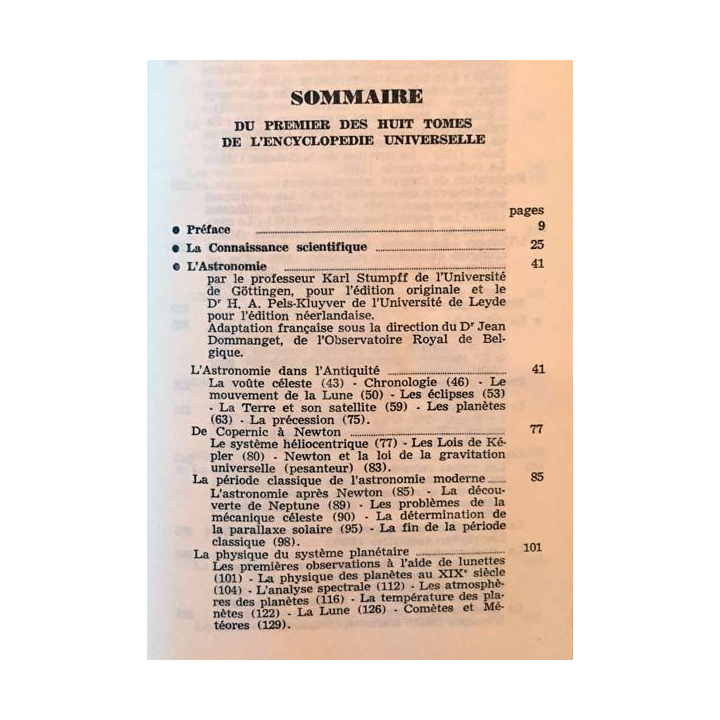 SOMMAIRE
DU PREMIER DES HUIT TOMES
DE L'ENCYCLOPEDIE UNIVERSELLE
pages
● Préface 9
● La Connaissance scientifique 25
● L'Astronomie 41
par le professeur Karl Stumpff de l'Université
de Göttingen, pour l'édition originale et le
Dr H. A. Pels-Kluyver de l'Université de Leyde
pour l'édition néerlandaise.
Adaptation française sous la direction du Dr Jean
Dommanget, de l'Observatoire Royal de Bel-
gique.
L'Astronomie dans l'Antiquité 41
La voûte céleste (43) - Chronologie (46) - Le
mouvement de la Lune (50) - Les éclipses (53)
- La Terre et son satellite (59) - Les planètes
(63) - La précession (75).
De Copernic à Newton 77
Le système héliocentrique (77) - Les Lois de Ké-
pler (80) - Newton et la loi de la gravitation
universelle (pesanteur) (83).
La période classique de l'astronomie moderne 85
L'astronomie après Newton (85) - La décou-
verte de Neptune (89) - Les problèmes de la
mécanique céleste (90) - La détermination de
la parallaxe solaire (95) - La fin de la période
classique (98).
La physique du système planétaire 101
Les premières observations à l'aide de lunettes
(101) - La physique des planètes au XIXe siècle
(104) - L'analyse spectrale (112) - Les atmosphè-
res des planètes (116) - La température des pla-
nètes (122) - La Lune (126) - Comètes et Mé-
téores (129).